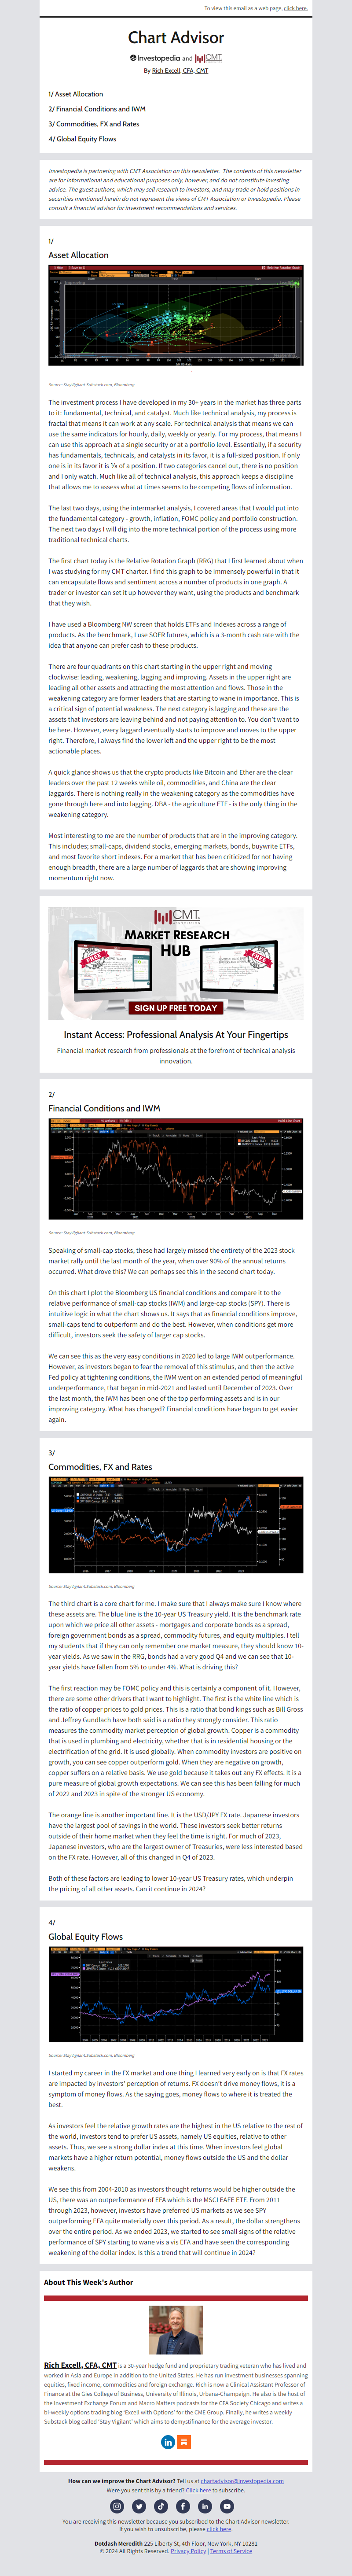 To view this email as a web page, click here.
Chart Advisor
Investopedia and CMT
By Rich Excell, CFA, CMT
1/ Asset Allocation
2/ Financial Conditions and IWM
3/ Commodities, FX and Rates
4/ Global Equity Flows
Investopedia is partnering with CMT Association on this newsletter. The contents of this newsletter
are for informational and educational purposes only, however, and do not constitute investing
advice. The guest authors, which may sell research to investors, and may trade or hold positions in
securities mentioned herein do not represent the views of CMT Association or Investopedia. Please
consult a financial advisor for investment recommendations and services.
1/
Asset Allocation
Source: StayVigilant.Substack.com, Bloomberg
The investment process I have developed in my 30+ years in the market has three parts
to it: fundamental, technical, and catalyst. Much like technical analysis, my process is
fractal that means it can work at any scale. For technical analysis that means we can
use the same indicators for hourly, daily, weekly or yearly. For my process, that means I
can use this approach at a single security or at a portfolio level. Essentially, if a security
has fundamentals, technicals, and catalysts in its favor, it is a full-sized position. If only
one is in its favor it is ⅓ of a position. If two categories cancel out, there is no position
and I only watch. Much like all of technical analysis, this approach keeps a discipline
that allows me to assess what at times seems to be competing flows of information.
The last two days, using the intermarket analysis, I covered areas that I would put into
the fundamental category - growth, inflation, FOMC policy and portfolio construction.
The next two days I will dig into the more technical portion of the process using more
traditional technical charts.
The first chart today is the Relative Rotation Graph (RRG) that I first learned about when
I was studying for my CMT charter. I find this graph to be immensely powerful in that it
can encapsulate flows and sentiment across a number of products in one graph. A
trader or investor can set it up however they want, using the products and benchmark
that they wish.
I have used a Bloomberg NW screen that holds ETFs and Indexes across a range of
products. As the benchmark, I use SOFR futures, which is a 3-month cash rate with the
idea that anyone can prefer cash to these products.
There are four quadrants on this chart starting in the upper right and moving
clockwise: leading, weakening, lagging and improving. Assets in the upper right are
leading all other assets and attracting the most attention and flows. Those in the
weakening category are former leaders that are starting to wane in importance. This is
a critical sign of potential weakness. The next category is lagging and these are the
assets that investors are leaving behind and not paying attention to. You don't want to
be here. However, every laggard eventually starts to improve and moves to the upper
right. Therefore, I always find the lower left and the upper right to be the most
actionable places.
A quick glance shows us that the crypto products like Bitcoin and Ether are the clear
leaders over the past 12 weeks while oil, commodities, and China are the clear
laggards. There is nothing really in the weakening category as the commodities have
gone through here and into lagging. DBA - the agriculture ETF - is the only thing in the
weakening category.
Most interesting to me are the number of products that are in the improving category.
This includes; small-caps, dividend stocks, emerging markets, bonds, buywrite ETFs,
and most favorite short indexes. For a market that has been criticized for not having
enough breadth, there are a large number of laggards that are showing improving
momentum right now.
CMT
MARKET RESEARCH
HUB
FREE
FREE
SIGN UP FREE TODAY
Instant Access: Professional Analysis At Your Fingertips
Financial market research from professionals at the forefront of technical analysis
innovation.
2/
Financial Conditions and IWM
Source: StayVigilant.Substack.com, Bloomberg
Speaking of small-cap stocks, these had largely missed the entirety of the 2023 stock
market rally until the last month of the year, when over 90% of the annual returns
occurred. What drove this? We can perhaps see this in the second chart today.
On this chart I plot the Bloomberg US financial conditions and compare it to the
relative performance of small-cap stocks (IWM) and large-cap stocks (SPY). There is
intuitive logic in what the chart shows us. It says that as financial conditions improve,
small-caps tend to outperform and do the best. However, when conditions get more
difficult, investors seek the safety of larger cap stocks.
We can see this as the very easy conditions in 2020 led to large IWM outperformance.
However, as investors began to fear the removal of this stimulus, and then the active
Fed policy at tightening conditions, the IWM went on an extended period of meaningful
underperformance, that began in mid-2021 and lasted until December of 2023. Over
the last month, the IWM has been one of the top performing assets and is in our
improving category. What has changed? Financial conditions have begun to get easier
again.
3/
Commodities, FX and Rates
Source: StayVigilant.Substack.com, Bloomberg
The third chart is a core chart for me. I make sure that I always make sure I know where
these assets are. The blue line is the 10-year US Treasury yield. It is the benchmark rate
upon which we price all other assets - mortgages and corporate bonds as a spread,
foreign government bonds as a spread, commodity futures, and equity multiples. I tell
my students that if they can only remember one market measure, they should know 10-
year yields. As we saw in the RRG, bonds had a very good Q4 and we can see that 10-
year yields have fallen from 5% to under 4%. What is driving this?
The first reaction may be FOMC policy and this is certainly a component of it. However,
there are some other drivers that I want to highlight. The first is the white line which is
the ratio of copper prices to gold prices. This is a ratio that bond kings such as Bill Gross
and Jeffrey Gundlach have both said is a ratio they strongly consider. This ratio
measures the commodity market perception of global growth. Copper is a commodity
that is used in plumbing and electricity, whether that is in residential housing or the
electrification of the grid. It is used globally. When commodity investors are positive on
growth, you can see copper outperform gold. When they are negative on growth,
copper suffers on a relative basis. We use gold because it takes out any FX effects. It is a
pure measure of global growth expectations. We can see this has been falling for much
of 2022 and 2023 in spite of the stronger US economy.
The orange line is another important line. It is the USD/JPY FX rate. Japanese investors
have the largest pool of savings in the world. These investors seek better returns
outside of their home market when they feel the time is right. For much of 2023,
Japanese investors, who are the largest owner of Treasuries, were less interested based
on the FX rate. However, all of this changed in Q4 of 2023.
Both of these factors are leading to lower 10-year US Treasury rates, which underpin
the pricing of all other assets. Can it continue in 2024?
4/
Global Equity Flows
Source: StayVigilant.Substack.com, Bloomberg
I started my career in the FX market and one thing I learned very early on is that FX rates
are impacted by investors' perception of returns. FX doesn't drive money flows, it is a
symptom of money flows. As the saying goes, money flows to where it is treated the
best.
As investors feel the relative growth rates are the highest in the US relative to the rest of
the world, investors tend to prefer US assets, namely US equities, relative to other
assets. Thus, we see a strong dollar index at this time. When investors feel global
markets have a higher return potential, money flows outside the US and the dollar
weakens.
We see this from 2004-2010 as investors thought returns would be higher outside the
US, there was an outperformance of EFA which is the MSCI EAFE ETF. From 2011
through 2023, however, investors have preferred US markets as we see SPY
outperforming EFA quite materially over this period. As a result, the dollar strengthens
over the entire period. As we ended 2023, we started to see small signs of the relative
performance of SPY starting to wane vis a vis EFA and have seen the corresponding
weakening of the dollar index. Is this a trend that will continue in 2024?
About This Week's Author
Rich Excell, CFA, CMT is a 30-year hedge fund and proprietary trading veteran who has lived and
worked in Asia and Europe in addition to the United States. He has run investment businesses spanning
equities, fixed income, commodities and foreign exchange. Rich is now a Clinical Assistant Professor of
Finance at the Gies College of Business, University of Illinois, Urbana-Champaign. He also is the host of
the Investment Exchange Forum and Macro Matters podcasts for the CFA Society Chicago and writes a
bi-weekly options trading blog 'Excell with Options' for the CME Group. Finally, he writes a weekly
Substack blog called 'Stay Vigilant' which aims to demystifinance for the average investor.
How can we improve the Chart Advisor? Tell us at chartadvisor@investopedia.com
Were you sent this by a friend? Click here to subscribe.
You are receiving this newsletter because you subscribed to the Chart Advisor newsletter.
If you wish to unsubscribe, please click here.
Dotdash Meredith 225 Liberty St, 4th Floor, New York, NY 10281
© 2024 All Rights Reserved. Privacy Policy | Terms of Service